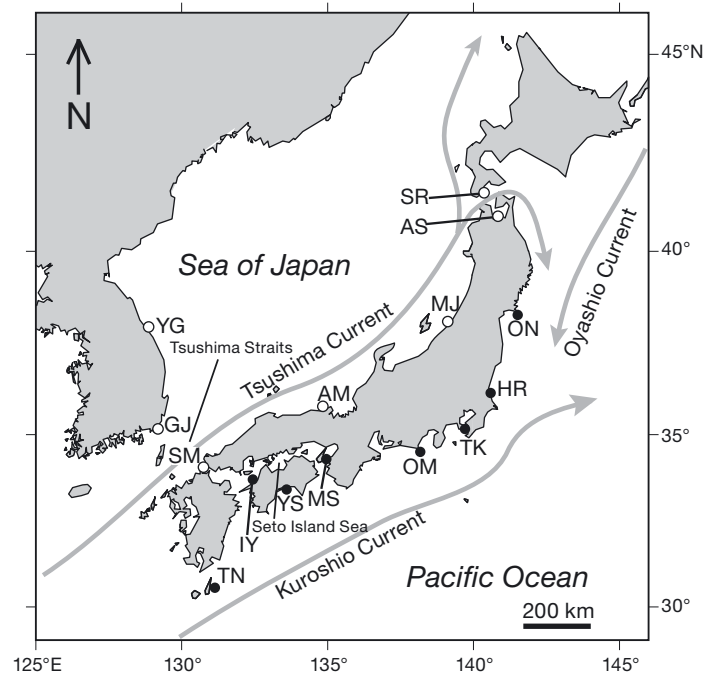 45°N
N
SR
AS
40°
Sea of Japan
Oyashio Current
MJ
ON
YG
Tsushima Straits
Tsushima Current
AM
HR
GJ
35°
SM
TK
OM
YS
MS
Seto Island Sea
IY
Kuroshio Current
TN
Pacific Ocean
30°
200 km
125°E
130°
135°
140°
145°